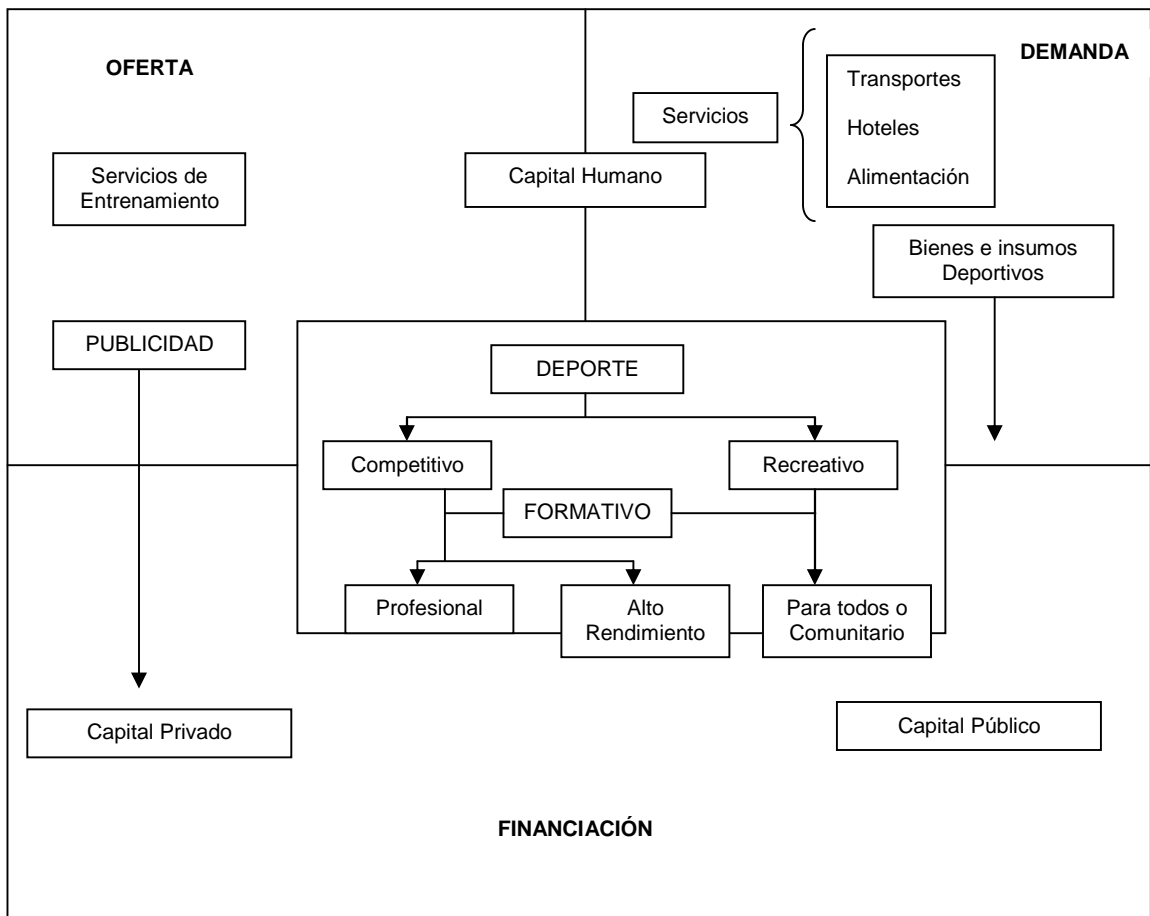 OFERTA
DEMANDA
Servicios
Transportes
Hoteles
Alimentación
Servicios de
Entrenamiento
Capital Humano
Bienes e insumos
Deportivos
PUBLICIDAD
DEPORTE
Competitivo
Recreativo
FORMATIVO
Profesional
Alto
Rendimiento
Para todos o
Comunitario
Capital Privado
Capital Público
FINANCIACIÓN